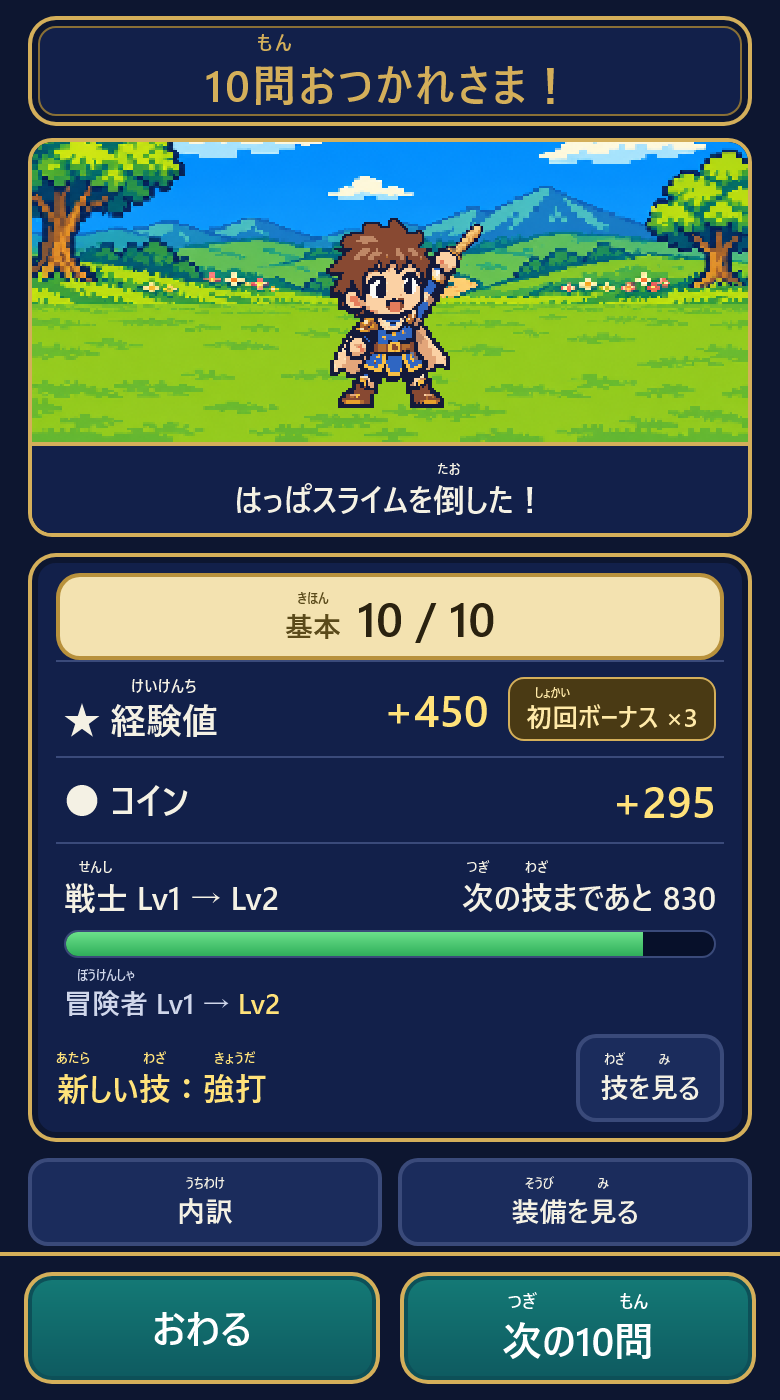 もん
10問おつかれさま！
たお
はっぱスライムを倒した！
きほん
基本 10 / 10
けいけんち
★ 経験値 +450
しょかい
初回ボーナス ×3
● コイン +295
せんし
戦士 Lv1 → Lv2
つぎ わざ
次の技まであと 830
ぼうけんしゃ
冒険者 Lv1 → Lv2
あたら わざ きょうだ
新しい技：強打
わざ み
技を見る
うちわけ
内訳
そうび み
装備を見る
おわる
つぎ もん
次の10問